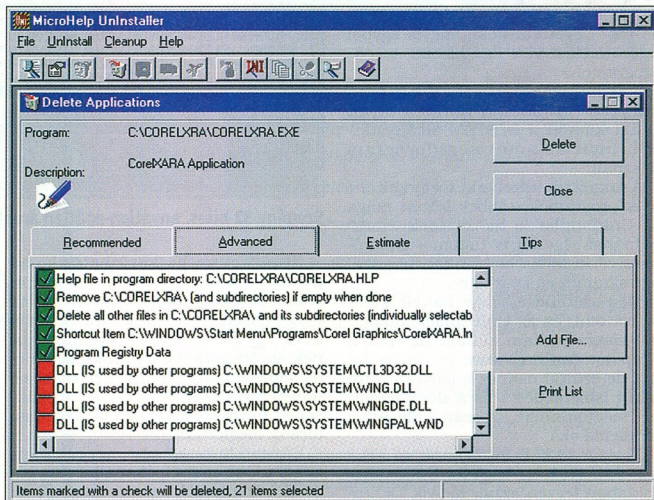 MicroHelp UnInstaller
File UnInstall Cleanup Help
INI
Delete Applications
Program: C:\CORELXRA\CORELXRA.EXE
Delete
Description: CorelXARA Application
Close
Recommended Advanced Estimate Tips
Help file in program directory: C:\CORELXRA\CORELXRA.HLP
Remove C:\CORELXRA\ (and subdirectories) if empty when done
Delete all other files in C:\CORELXRA\ and its subdirectories (individually selectab
Shortcut Item C:\WINDOWS\Start Menu\Programs\Corel Graphics\CorelXARA.ln
Program Registry Data
DLL (IS used by other programs) C:\WINDOWS\SYSTEM\CTL3D32.DLL
DLL (IS used by other programs) C:\WINDOWS\SYSTEM\WING.DLL
DLL (IS used by other programs) C:\WINDOWS\SYSTEM\WINGDE.DLL
DLL (IS used by other programs) C:\WINDOWS\SYSTEM\WINGPAL.WND
Add File...
Print List
Items marked with a check will be deleted, 21 items selected